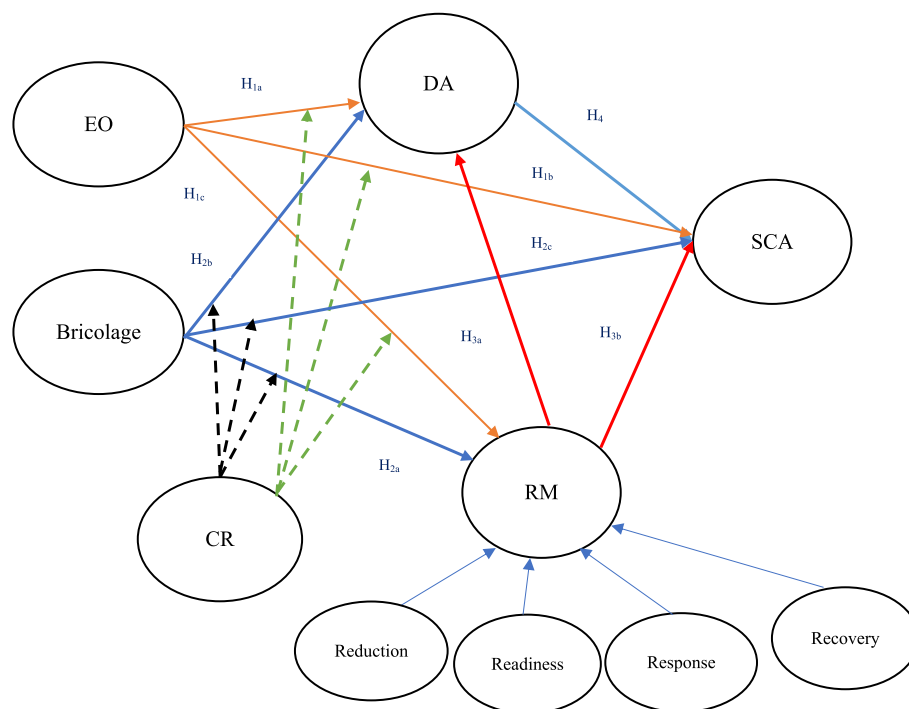 DA
H1a
EO
H4
H1b
H1c
SCA
H2c
H2b
Bricolage
H3a
H3b
H2a
RM
CR
Reduction
Readiness
Response
Recovery